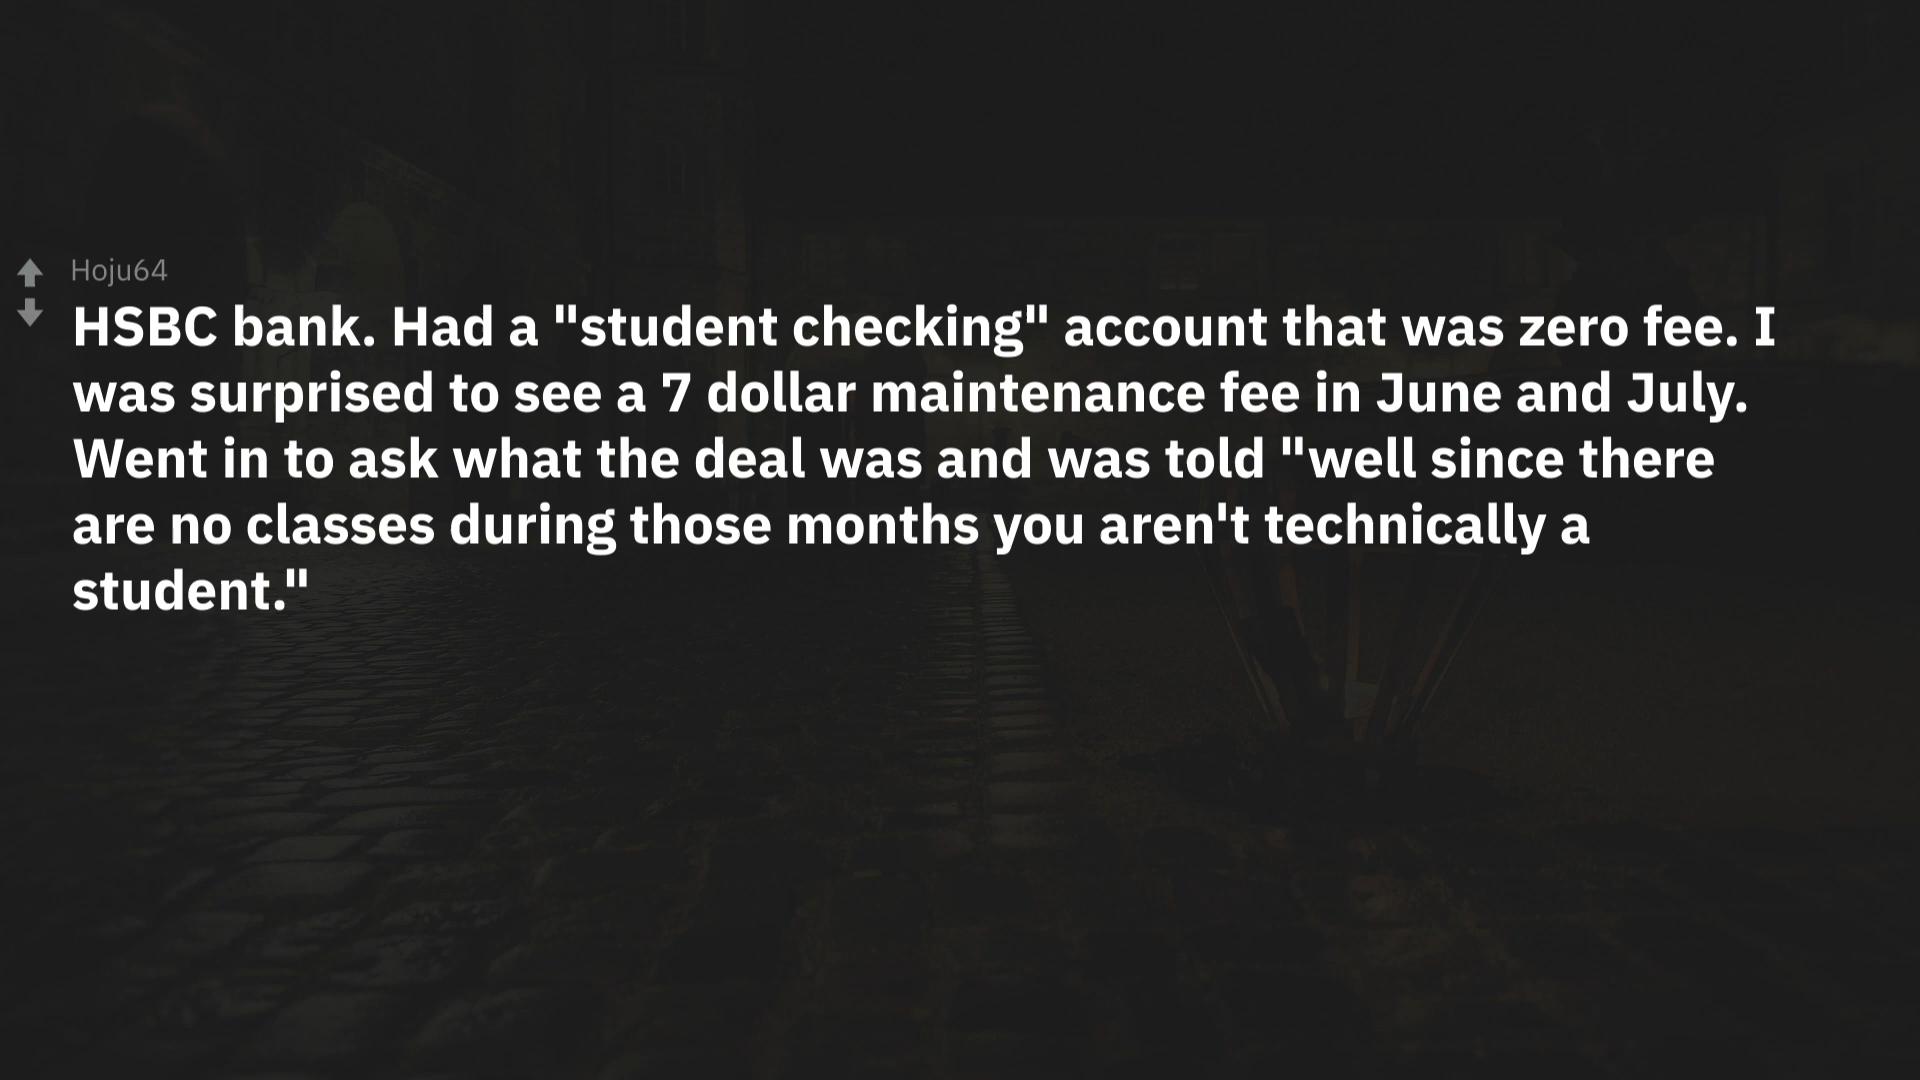 Hoju64
HSBC bank. Had a "student checking" account that was zero fee. I
was surprised to see a 7 dollar maintenance fee in June and July.
Went in to ask what the deal was and was told "well since there
are no classes during those months you aren't technically a
student."